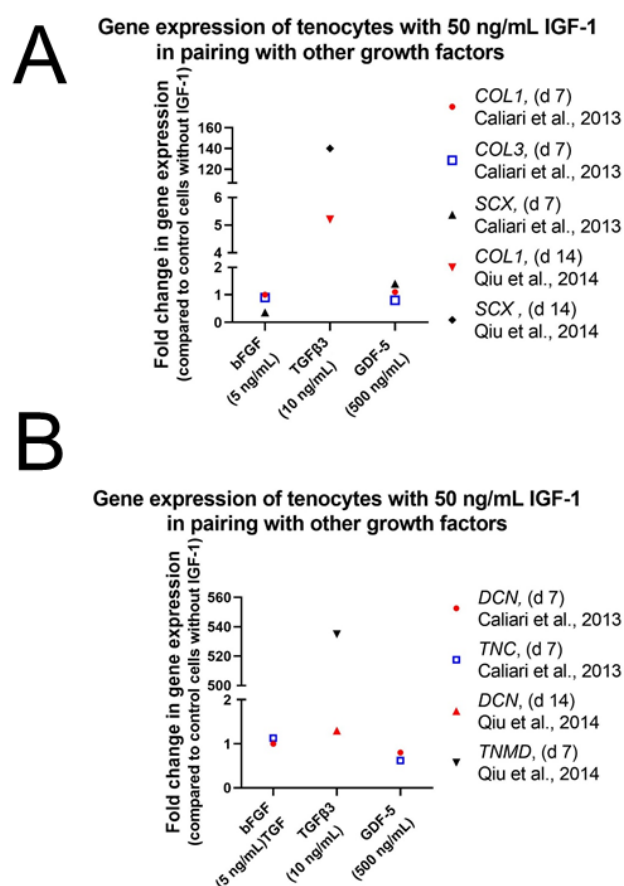 A
Gene expression of tenocytes with 50 ng/mL IGF-1
in pairing with other growth factors
Fold change in gene expression
(compared to control cells without IGF-1)
160
140
120
6
5
4
2
1
0
bFGF
(5 ng/mL)
TGFβ3
(10 ng/mL)
GDF-5
(500 ng/mL)
COL1, (d 7)
Caliari et al., 2013
COL3, (d 7)
Caliari et al., 2013
SCX, (d 7)
Caliari et al., 2013
COL1, (d 14)
Qiu et al., 2014
SCX , (d 14)
Qiu et al., 2014
B
Gene expression of tenocytes with 50 ng/mL IGF-1
in pairing with other growth factors
Fold change in gene expression
(compared to control cells without IGF-1)
560
540
520
500
2
1
0
bFGF
(5 ng/mL)TGF
TGFβ3
(10 ng/mL)
GDF-5
(500 ng/mL)
DCN, (d 7)
Caliari et al., 2013
TNC, (d 7)
Caliari et al., 2013
DCN, (d 14)
Qiu et al., 2014
TNMD, (d 7)
Qiu et al., 2014